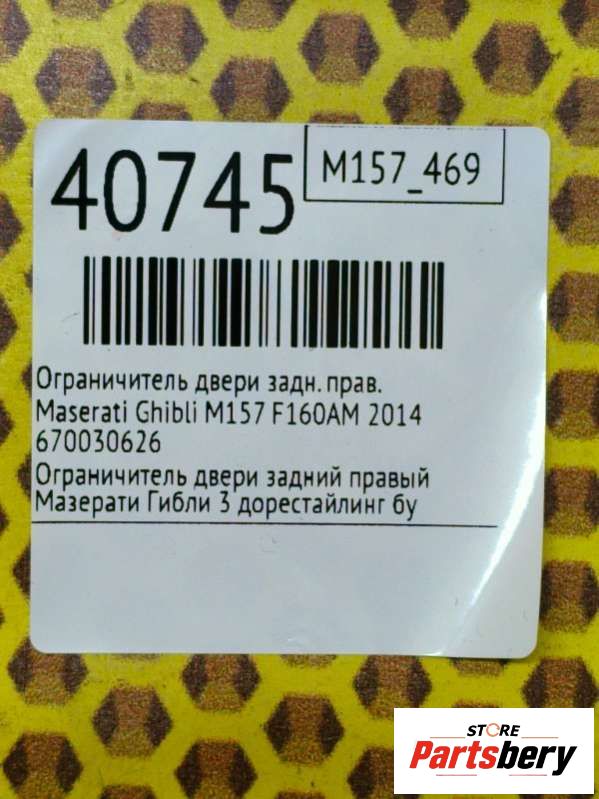 40745
M157_469
Ограничитель двери задн. прав.
Maserati Ghibli M157 F160AM 2014
670030626
Ограничитель двери задний правый
Мазерати Гибли 3 дорестайлинг бу
STORE
Partsbery